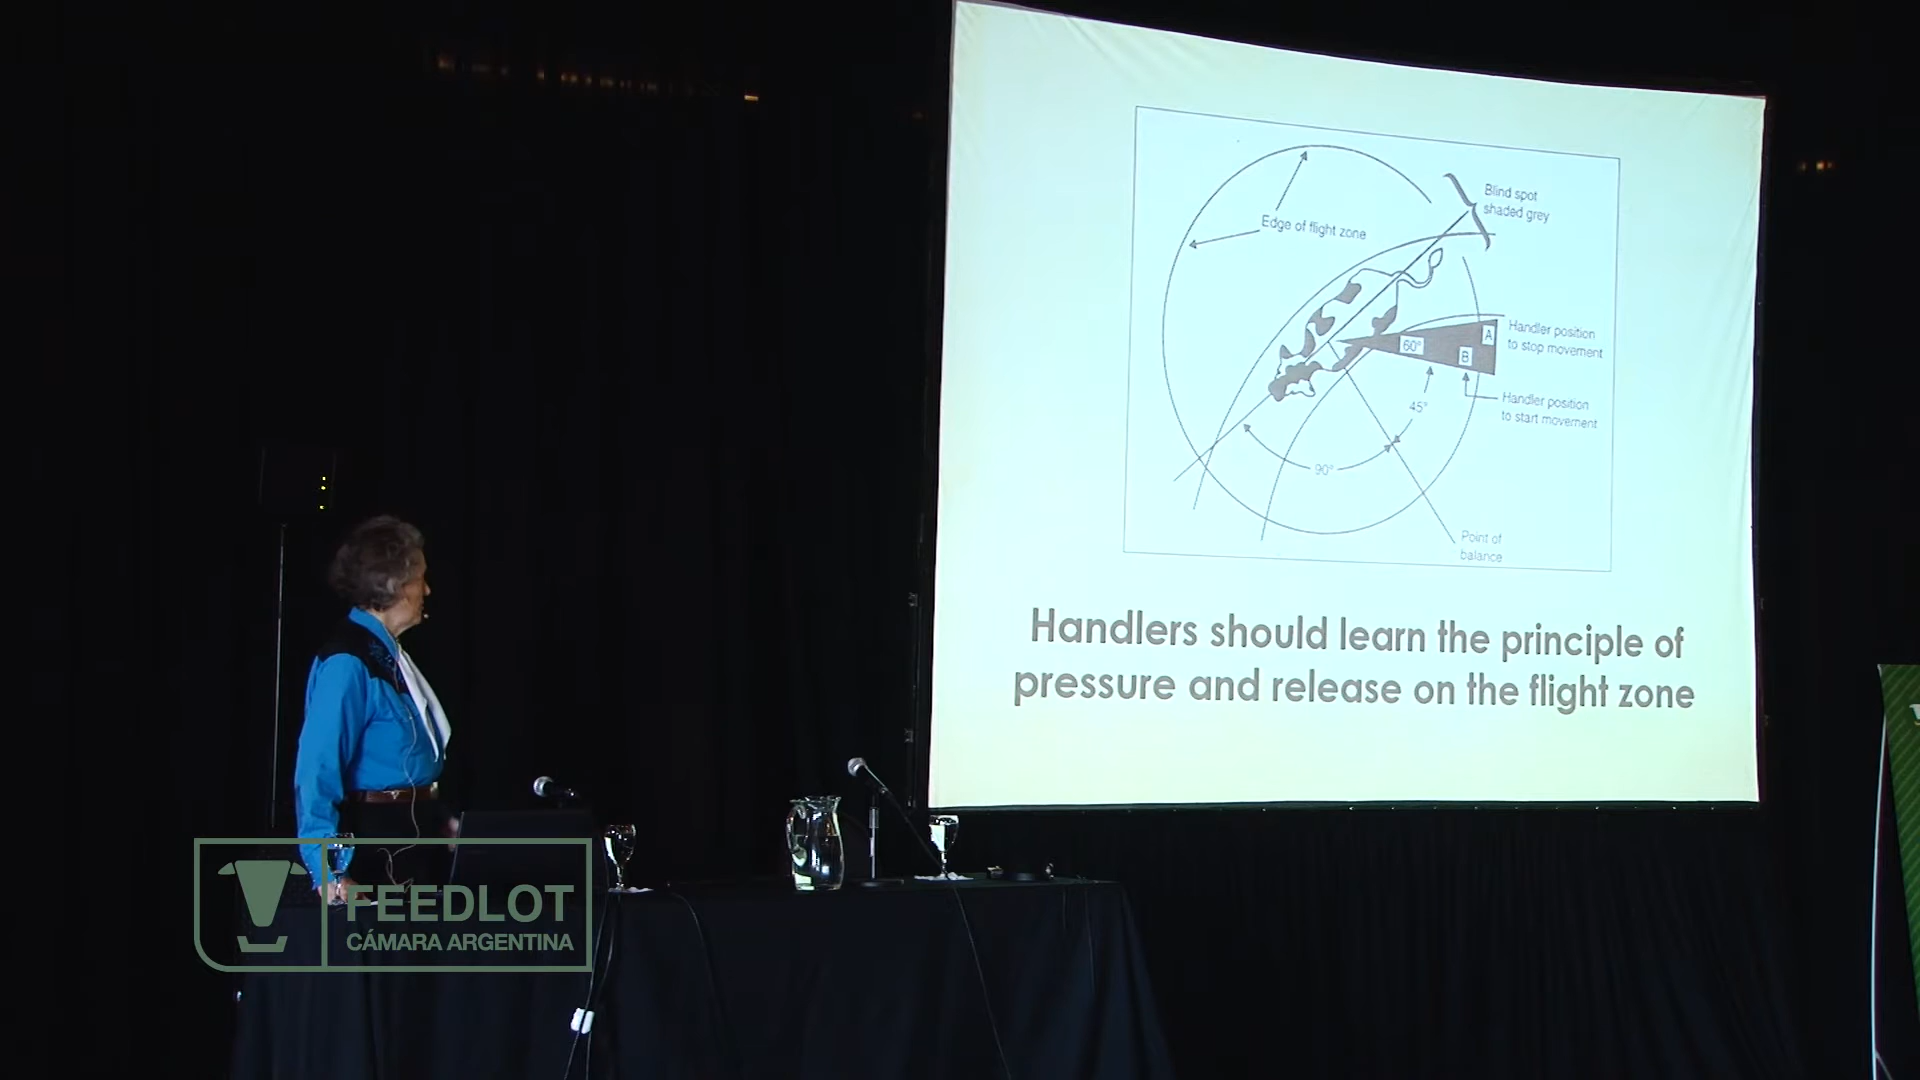 Blind spot
shaded grey
Edge of flight zone
Handler position
to stop movement
A
60°
B
Handler position
to start movement
45°
90°
Point of
balance
Handlers should learn the principle of
pressure and release on the flight zone
FEEDLOT
CÁMARA ARGENTINA